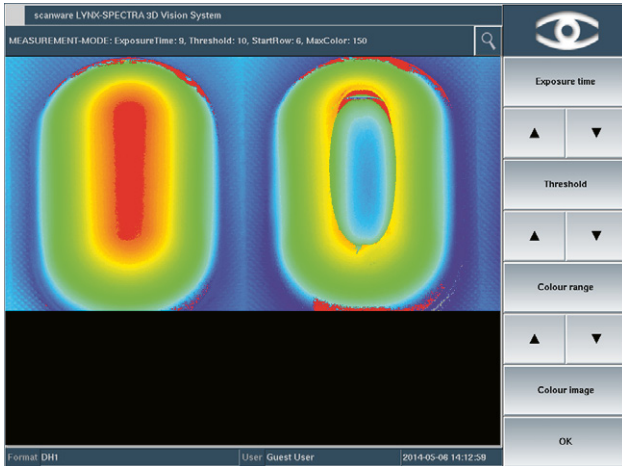 scanware LYNX-SPECTRA 3D Vision System
MEASUREMENT-MODE: ExposureTime: 9, Threshold: 10, StartRow: 6, MaxColor: 150
Exposure time
Threshold
Colour range
Colour image
OK
Format DH1 User Guest User 2014-05-06 14:12:59